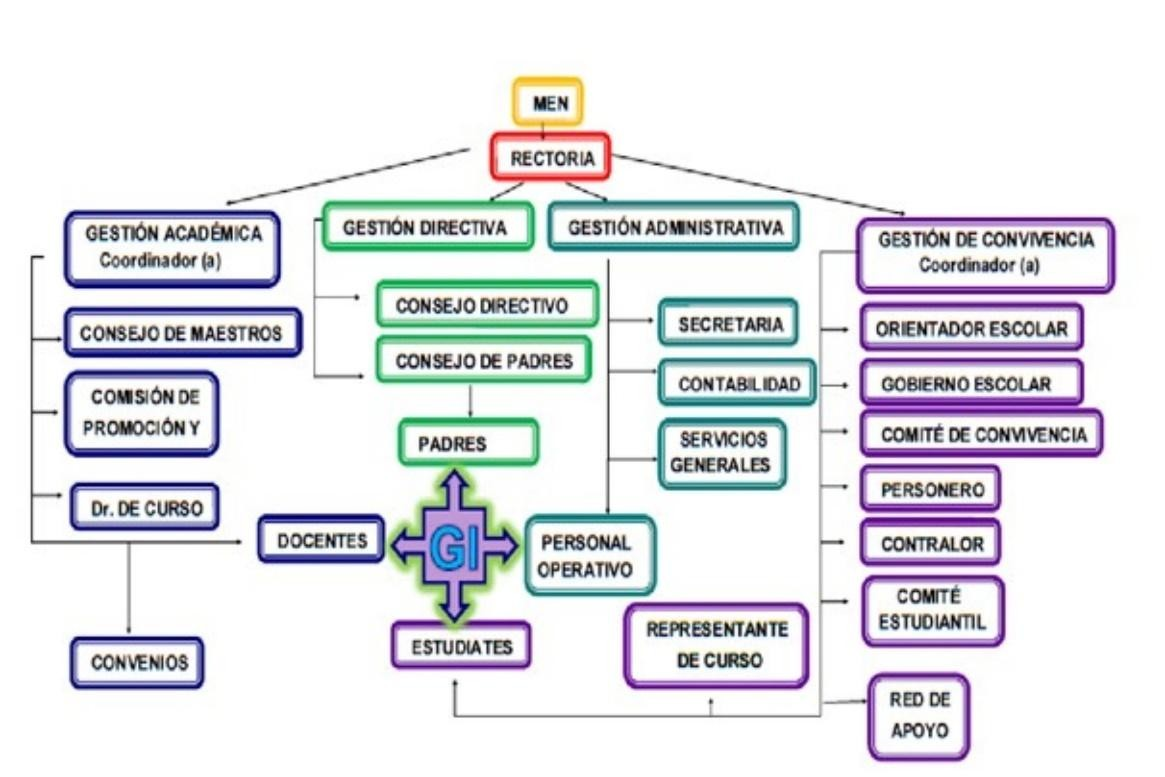 MEN
RECTORIA
GESTIÓN ACADÉMICA
Coordinador (a)
CONSEJO DE MAESTROS
COMISIÓN DE
PROMOCIÓN Y
Dr. DE CURSO
DOCENTES
CONVENIOS
GESTIÓN DIRECTIVA
CONSEJO DIRECTIVO
CONSEJO DE PADRES
PADRES
GI
ESTUDIATES
GESTIÓN ADMINISTRATIVA
SECRETARIA
CONTABILIDAD
SERVICIOS
GENERALES
PERSONAL
OPERATIVO
GESTIÓN DE CONVIVENCIA
Coordinador (a)
ORIENTADOR ESCOLAR
GOBIERNO ESCOLAR
COMITÉ DE CONVIVENCIA
PERSONERO
CONTRALOR
COMITÉ
ESTUDIANTIL
REPRESENTANTE
DE CURSO
RED DE
APOYO